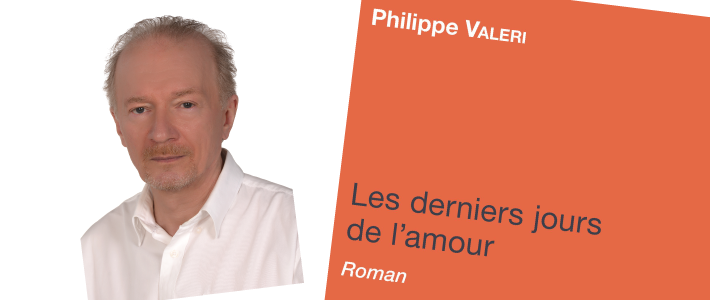 Philippe VALERI
Les derniers jours
de l’amour
Roman